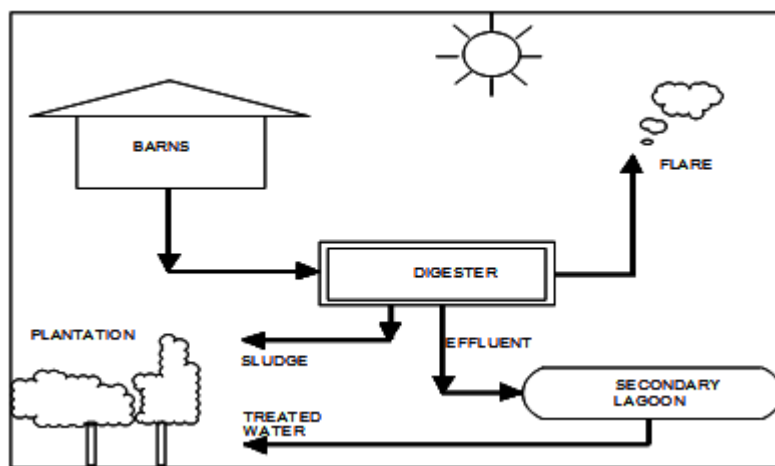 BARNS
FLARE
DIGESTER
PLANTATION
SLUDGE
EFFLUENT
SECONDARY
LAGOON
TREATED
WATER